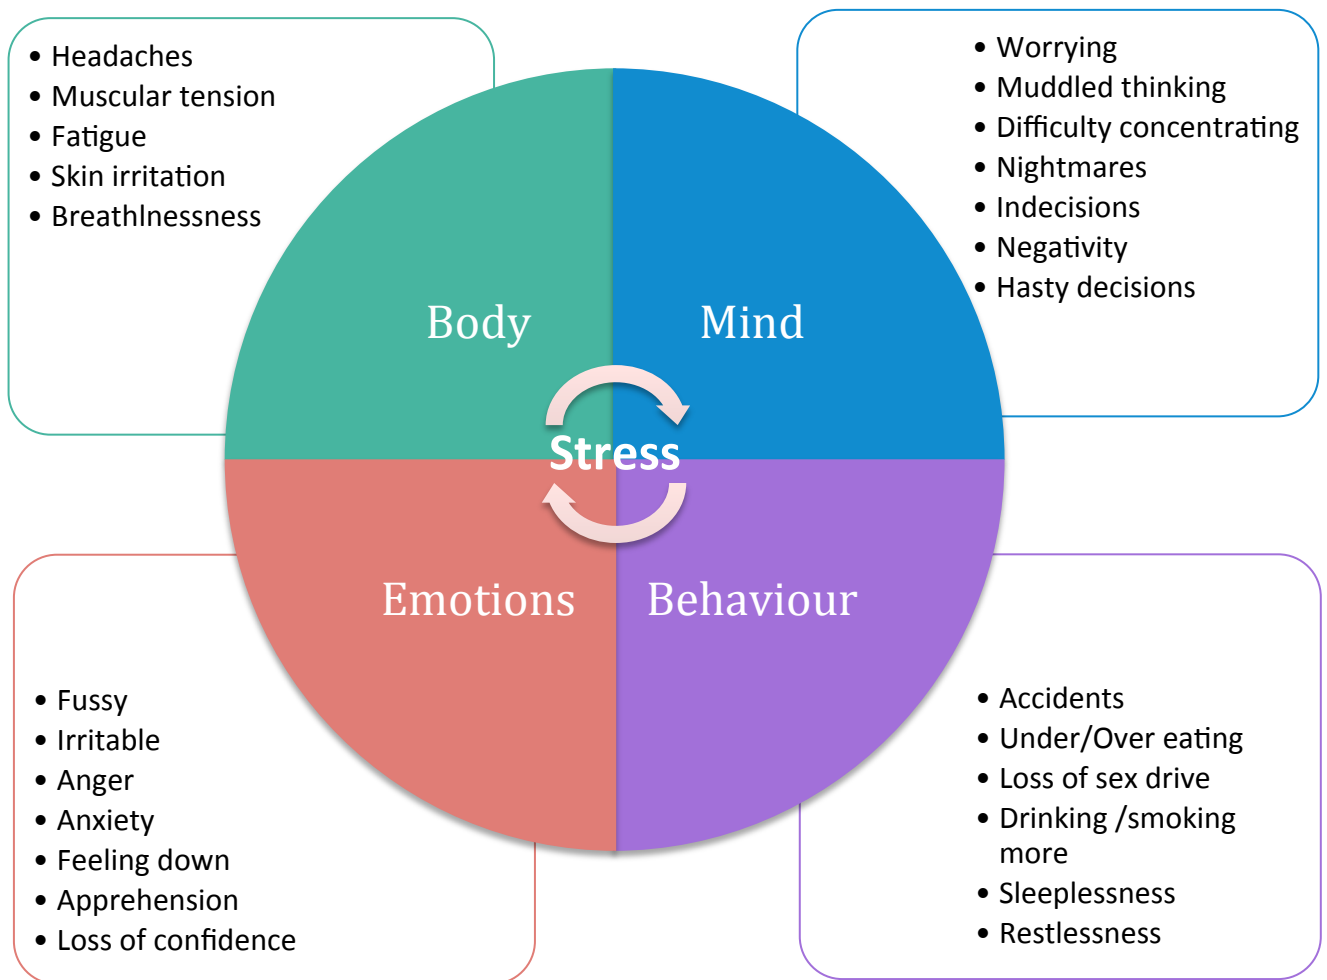 • Headaches
• Muscular tension
• Fatigue
• Skin irritation
• Breathlnessness
• Worrying
• Muddled thinking
• Difficulty concentrating
• Nightmares
• Indecisions
• Negativity
• Hasty decisions
Body
Mind
Stress
Emotions
Behaviour
• Fussy
• Irritable
• Anger
• Anxiety
• Feeling down
• Apprehension
• Loss of confidence
• Accidents
• Under/Over eating
• Loss of sex drive
• Drinking /smoking
more
• Sleeplessness
• Restlessness